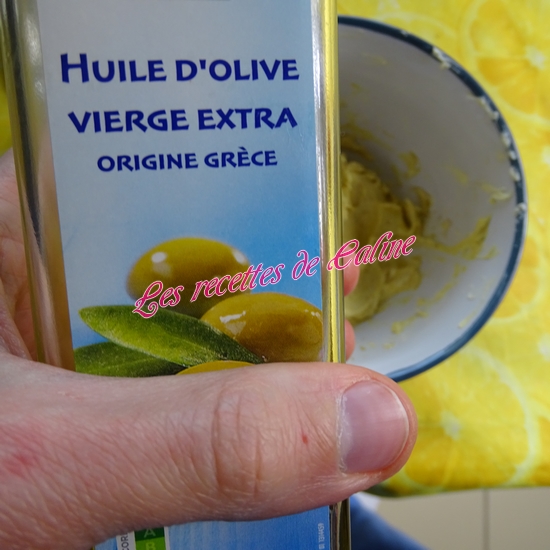 HUILE D'OLIVE
VIERGE EXTRA
ORIGINE GRÈCE
Les recettes de Caline